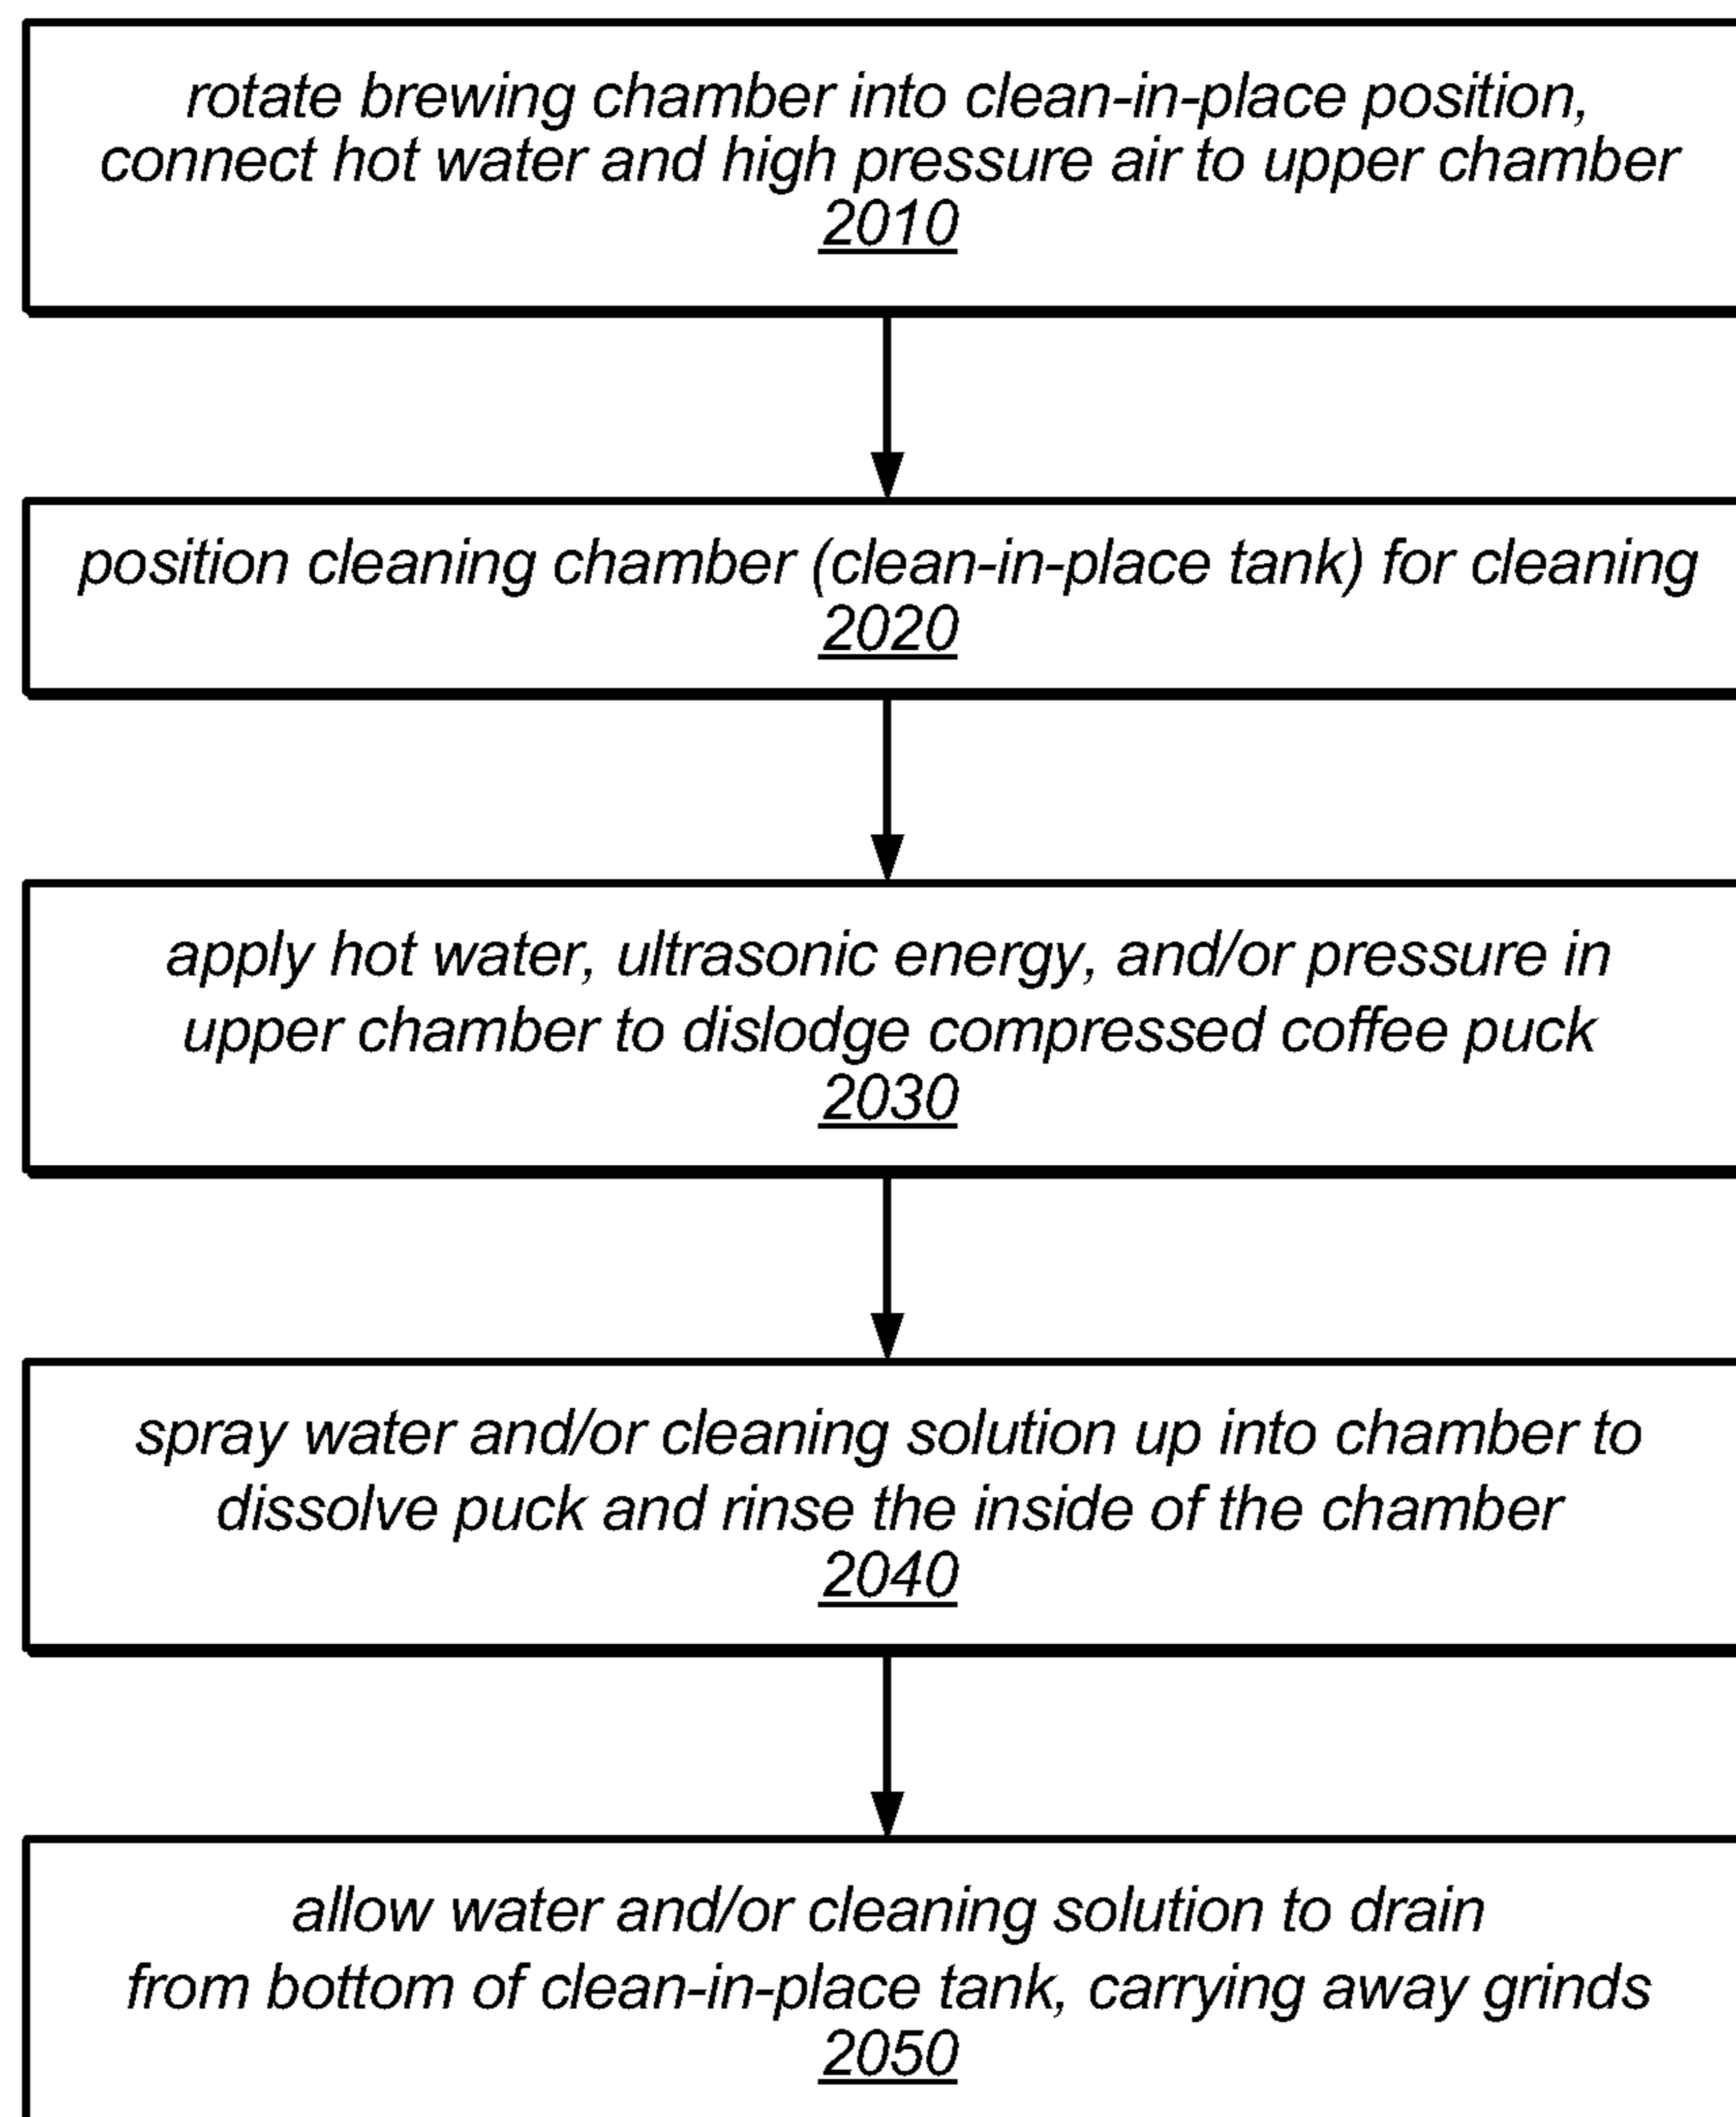 rotate brewing chamber into clean-in-place position,
connect hot water and high pressure air to upper chamber
2010
position cleaning chamber (clean-in-place tank) for cleaning
2020
apply hot water, ultrasonic energy, and/or pressure in
upper chamber to dislodge compressed coffee puck
2030
spray water and/or cleaning solution up into chamber to
dissolve puck and rinse the inside of the chamber
2040
allow water and/or cleaning solution to drain
from bottom of clean-in-place tank, carrying away grinds
2050